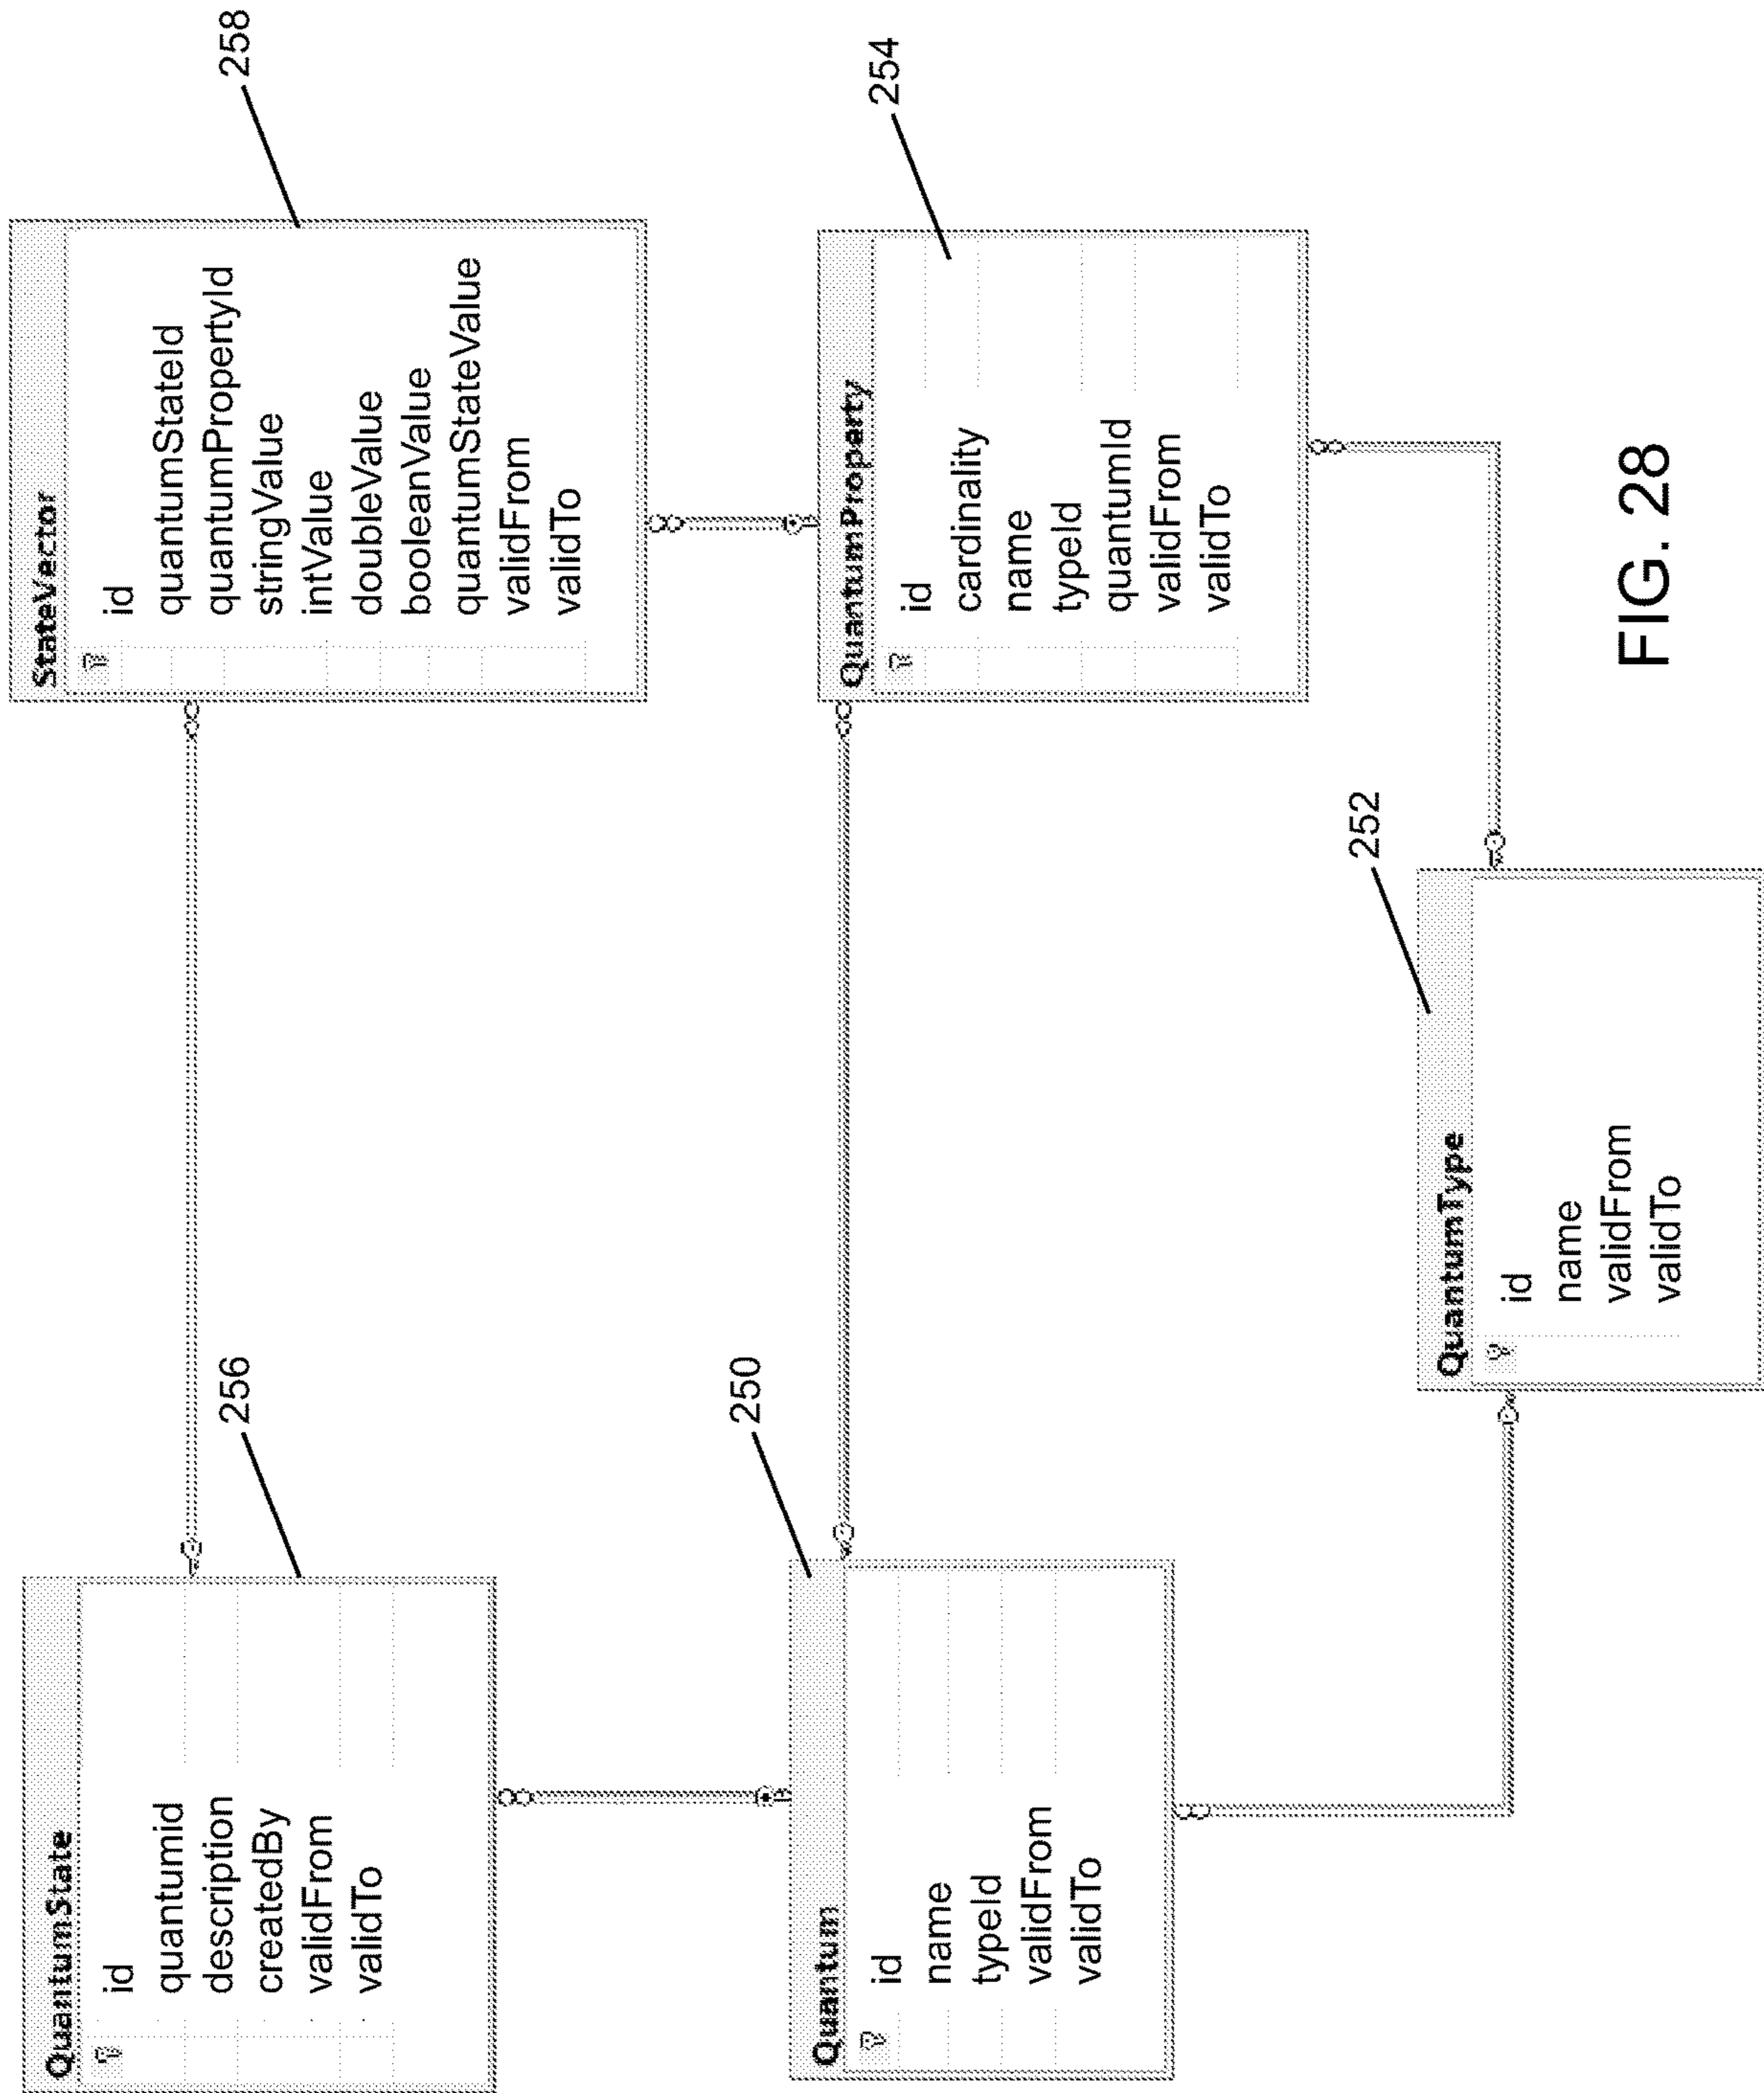 QuantumState
id
quantumid
description
createdBy
validFrom
validTo
256
StateVector
id
quantumStateId
quantumPropertyId
stringValue
intValue
doubleValue
booleanValue
quantumStateValue
validFrom
validTo
258
Quantum
id
name
typeId
validFrom
validTo
250
QuantumProperty
id
cardinality
name
typeId
quantumId
validFrom
validTo
254
QuantumType
id
name
validFrom
validTo
252
FIG. 28